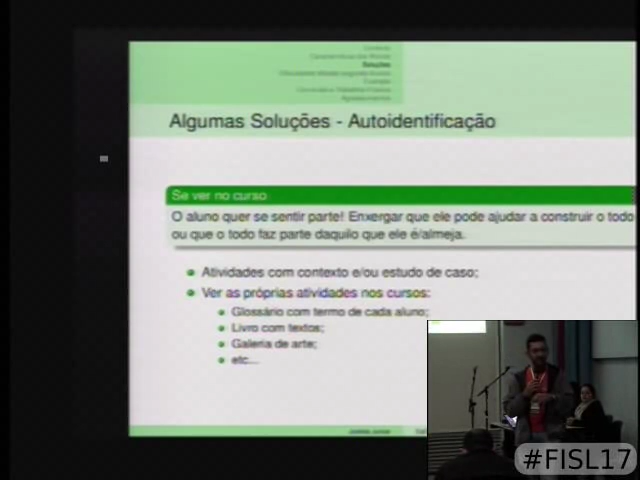 Soluções
Algumas Soluções - Autoidentificação
Se ver no curso
O aluno quer se sentir parte! Enxergar que ele pode ajudar a construir o todo
ou que o todo faz parte daquilo que ele é/almeja.
Atividades com contexto e/ou estudo de caso;
Ver as próprias atividades nos cursos:
Glossário com termo de cada aluno;
Livro com textos;
Galeria de arte;
etc...
#FISL17